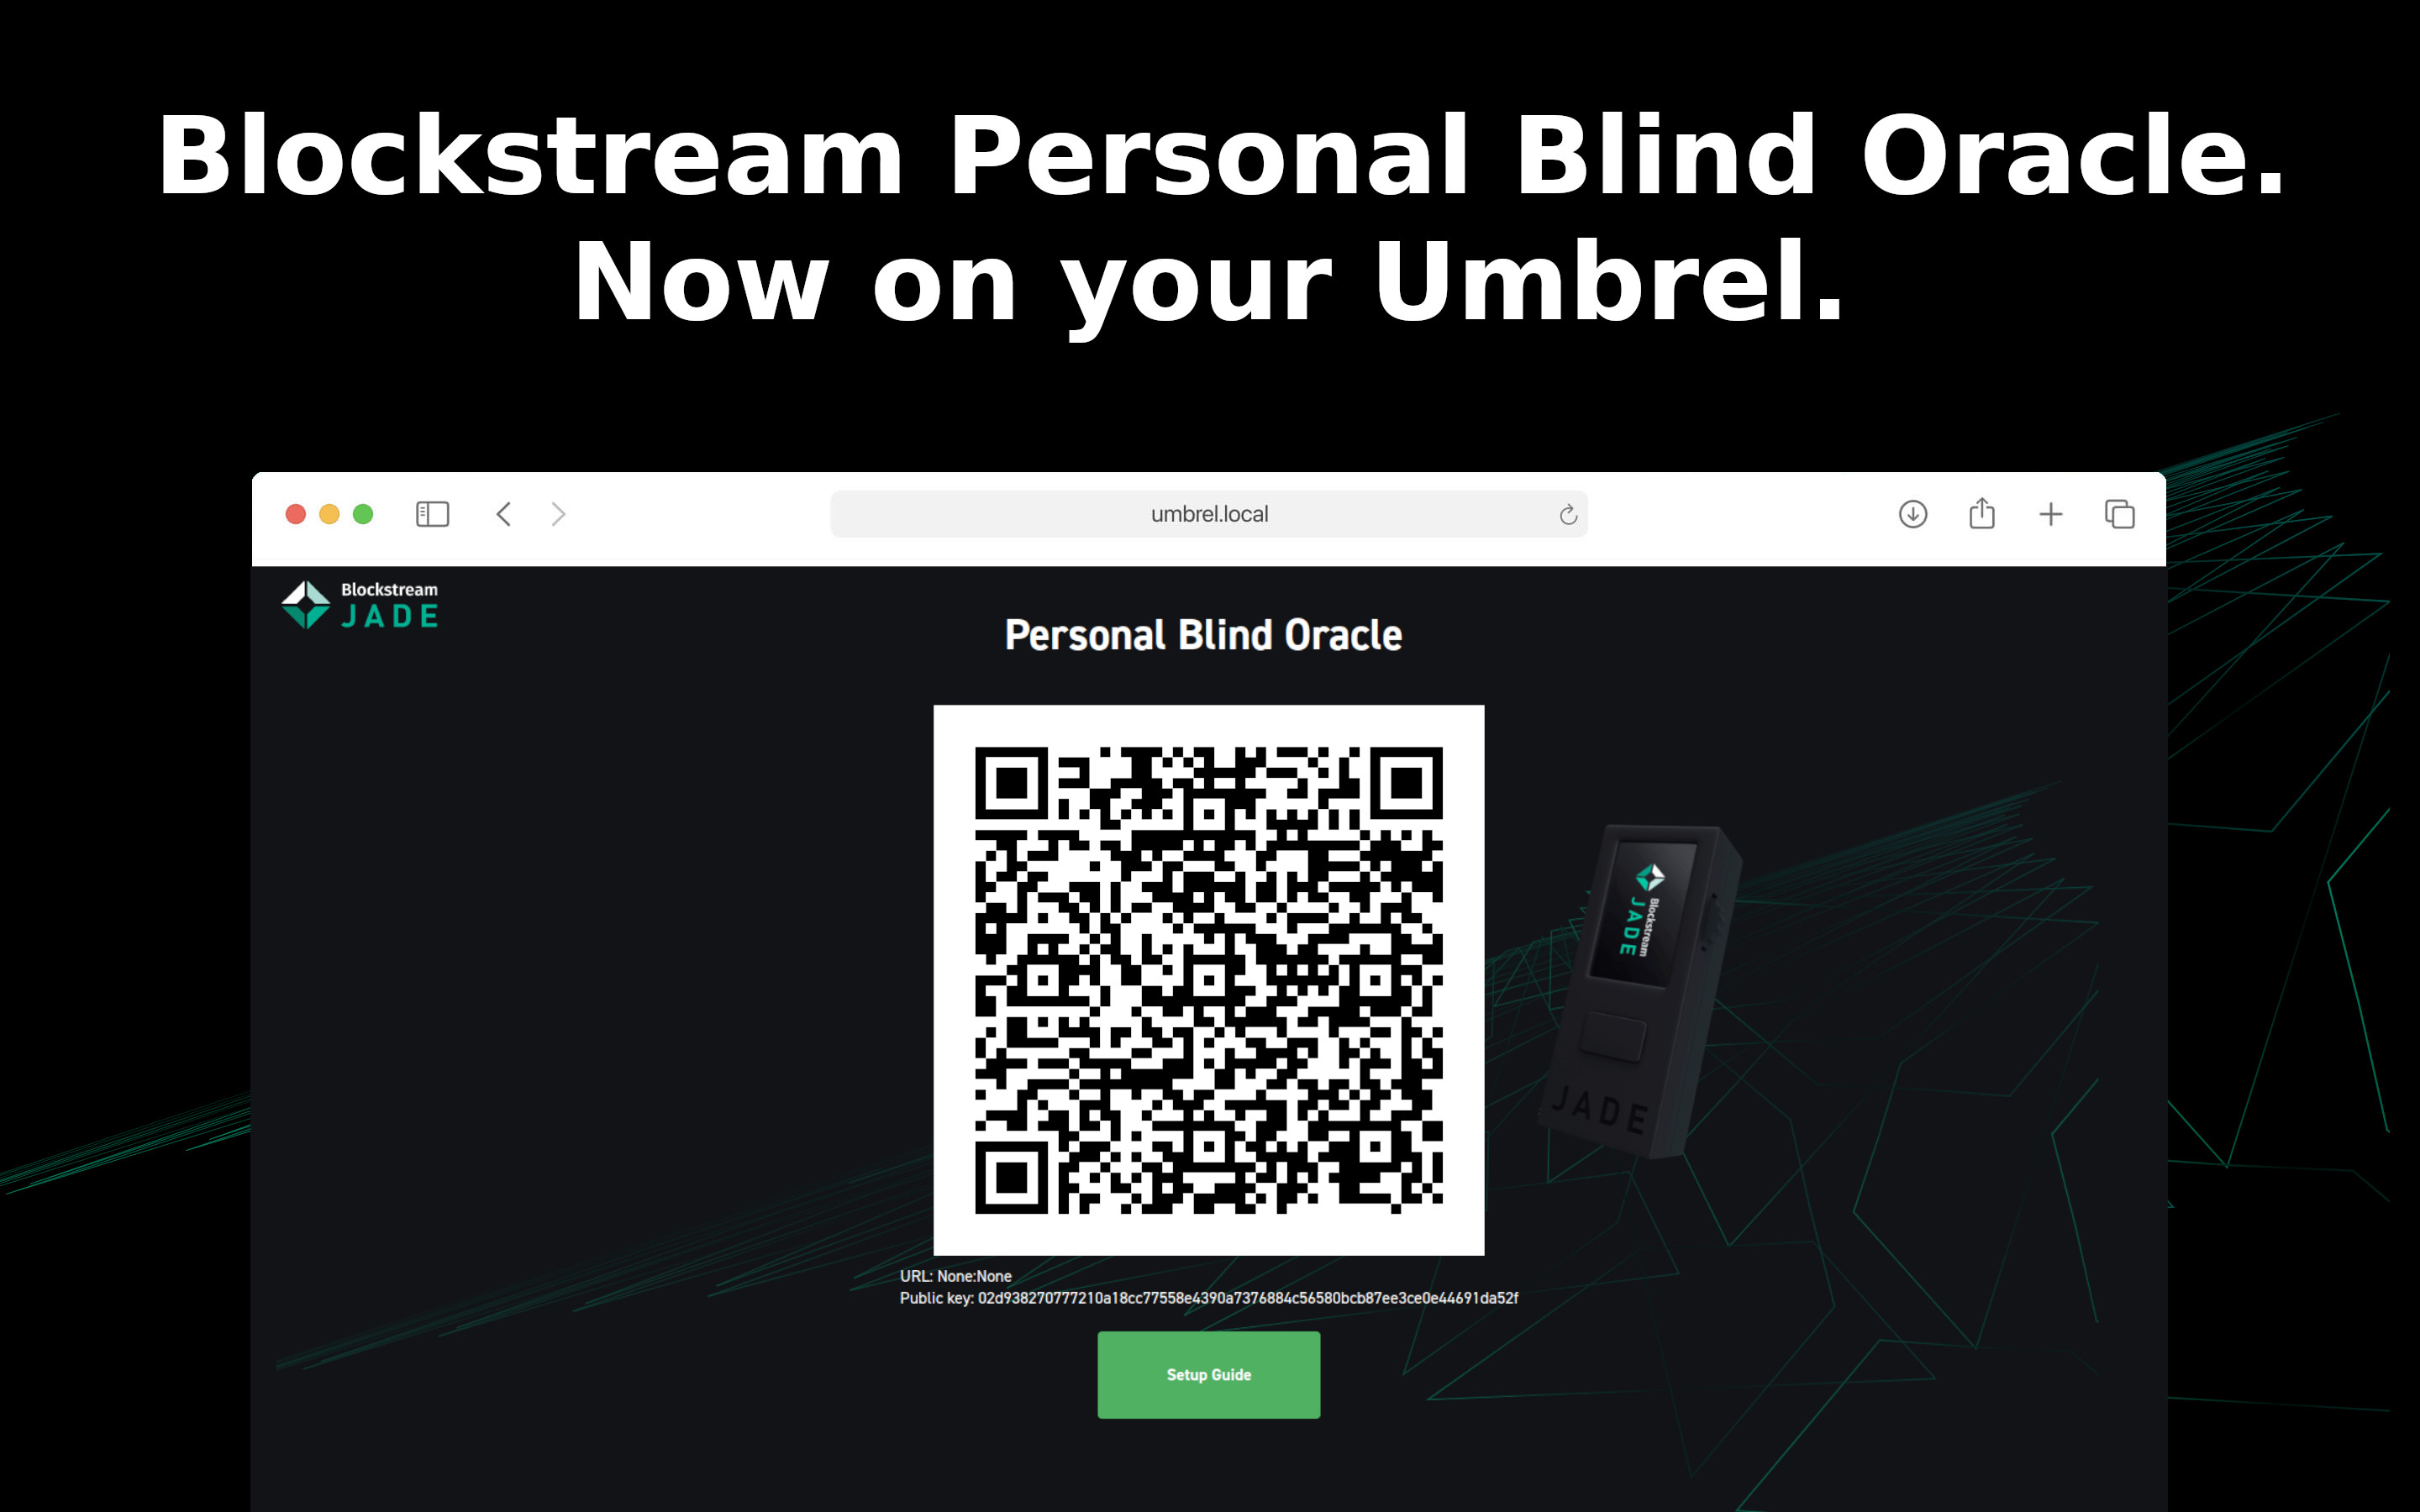 Blockstream Personal Blind Oracle.
Now on your Umbrel.
umbrel.local
Blockstream
JADE
Personal Blind Oracle
Blockstream
JADE
JADE
URL: None:None
Public key: 02d938270777210a18cc77558e4390a7376884c56580bcb87ee3ce0e44691da52f
Setup Guide